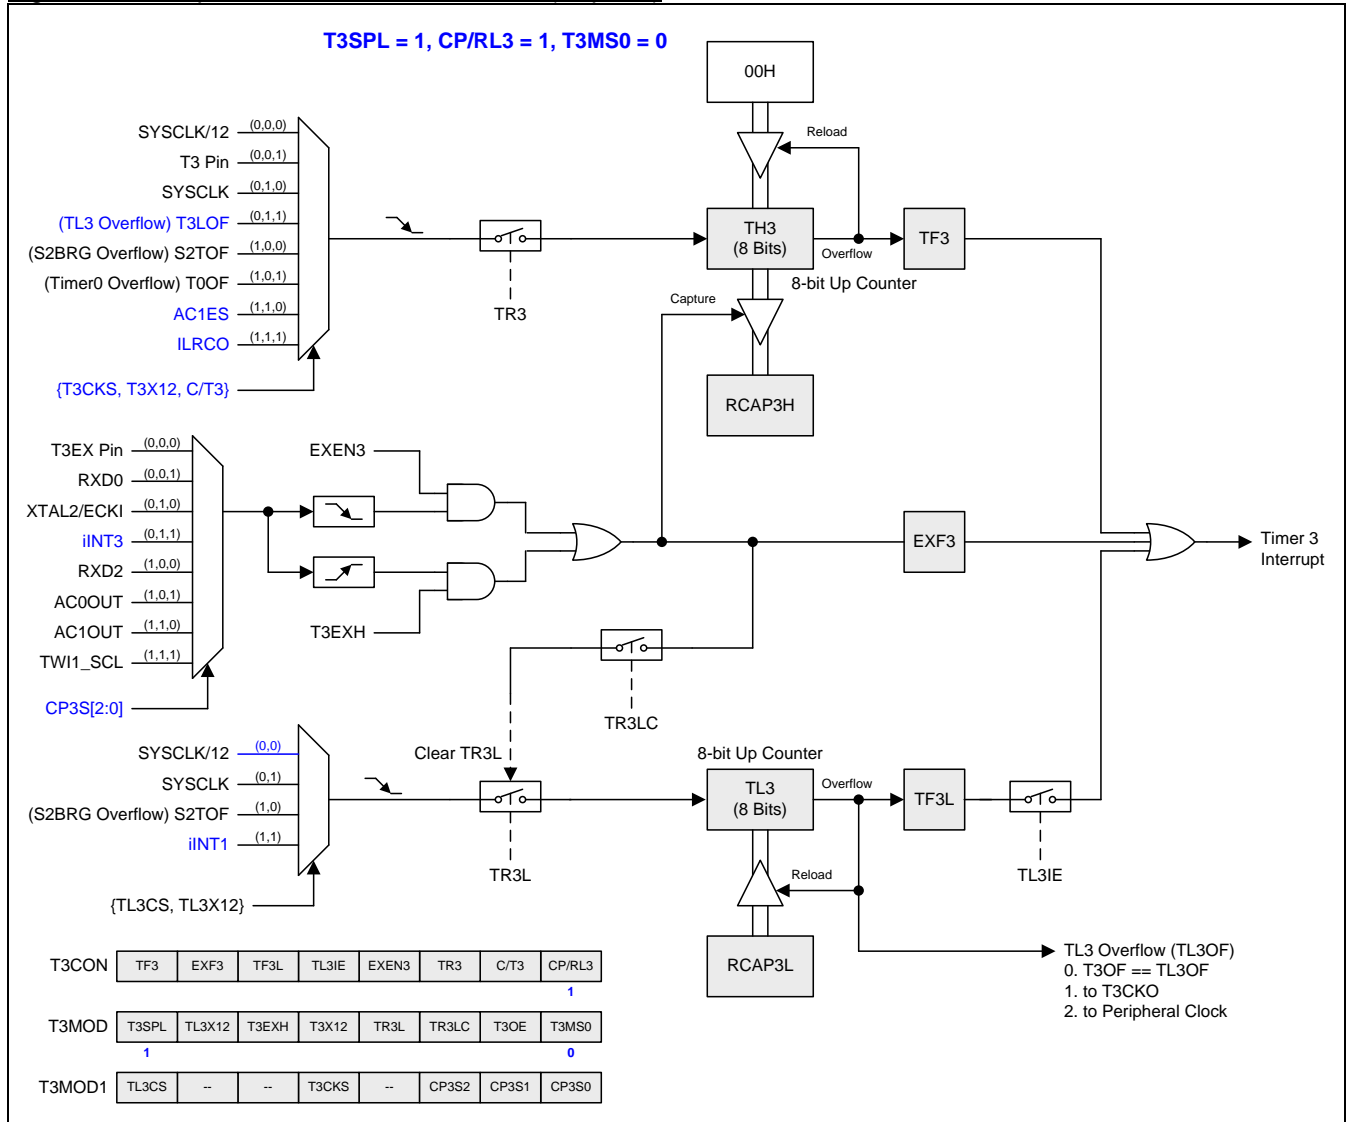 T3SPL = 1, CP/RL3 = 1, T3MS0 = 0
00H
Reload
SYSCLK/12 (0,0,0)
T3 Pin (0,0,1)
SYSCLK (0,1,0)
(TL3 Overflow) T3LOF (0,1,1)
(S2BRG Overflow) S2TOF (1,0,0)
(Timer0 Overflow) T0OF (1,0,1)
AC1ES (1,1,0)
ILRCO (1,1,1)
{T3CKS, T3X12, C/T3}
TR3
TH3
(8 Bits)
Overflow
TF3
8-bit Up Counter
Capture
RCAP3H
T3EX Pin (0,0,0)
RXD0 (0,0,1)
XTAL2/ECKI (0,1,0)
iINT3 (0,1,1)
RXD2 (1,0,0)
AC0OUT (1,0,1)
AC1OUT (1,1,0)
TWI1_SCL (1,1,1)
CP3S[2:0]
EXEN3
T3EXH
EXF3
Timer 3
Interrupt
TR3LC
Clear TR3L
SYSCLK/12 (0,0)
SYSCLK (0,1)
(S2BRG Overflow) S2TOF (1,0)
iINT1 (1,1)
{TL3CS, TL3X12}
TR3L
8-bit Up Counter
TL3
(8 Bits)
Overflow
TF3L
TL3IE
Reload
RCAP3L
TL3 Overflow (TL3OF)
0. T3OF == TL3OF
1. to T3CKO
2. to Peripheral Clock
T3CON TF3 EXF3 TF3L TL3IE EXEN3 TR3 C/T3 CP/RL3
1
T3MOD T3SPL TL3X12 T3EXH T3X12 TR3L TR3LC T3OE T3MS0
1 0
T3MOD1 TL3CS -- -- T3CKS -- CP3S2 CP3S1 CP3S0